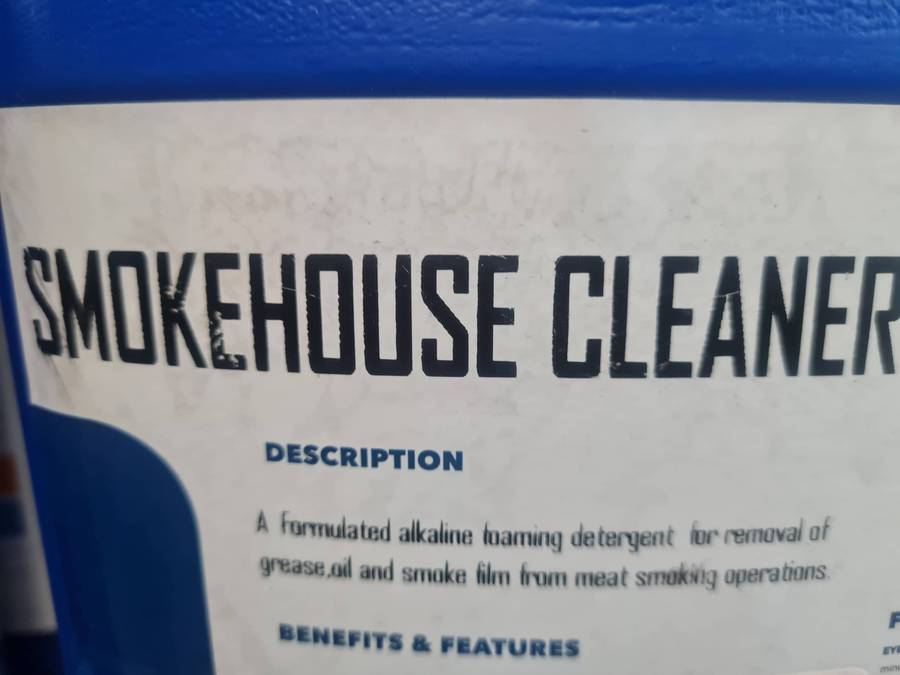 SMOKEHOUSE CLEANER
DESCRIPTION
A formulated alkaline foaming detergent for removal of
grease,oil and smoke film from meat smoking operations.
BENEFITS & FEATURES